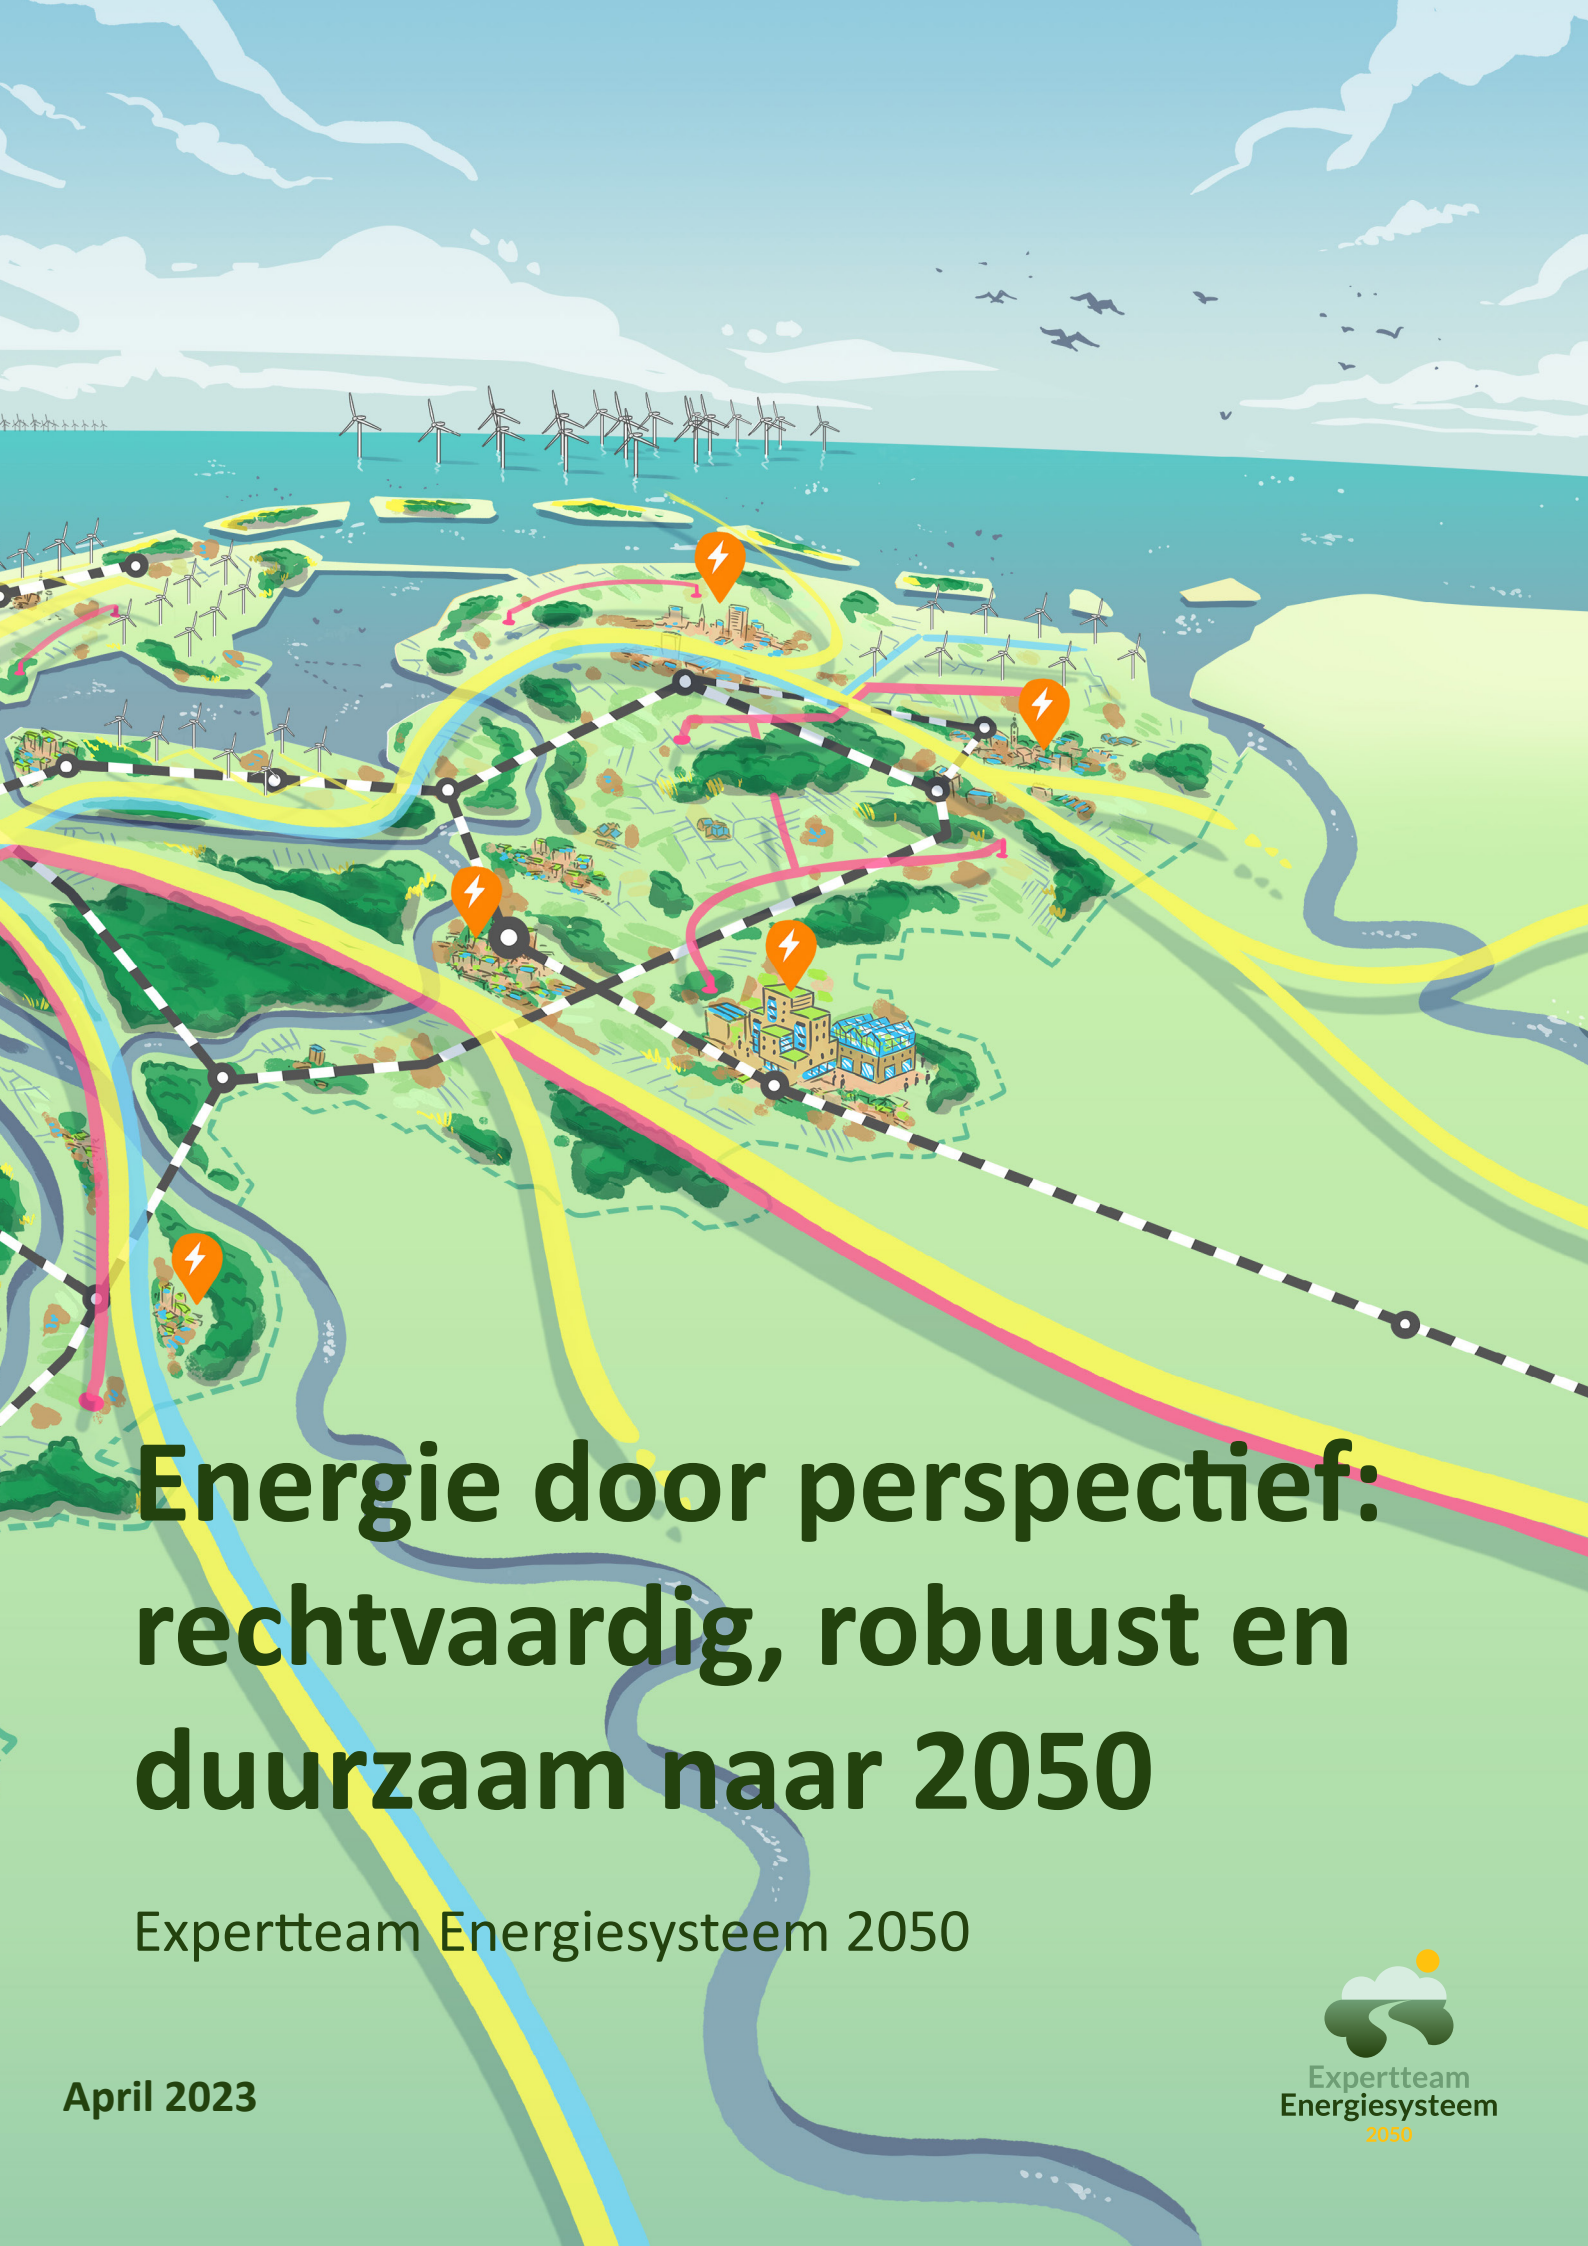 Energie door perspectief:
rechtvaardig, robuust en
duurzaam naar 2050
Expertteam Energiesysteem 2050
April 2023
Expertteam
Energiesysteem
2050